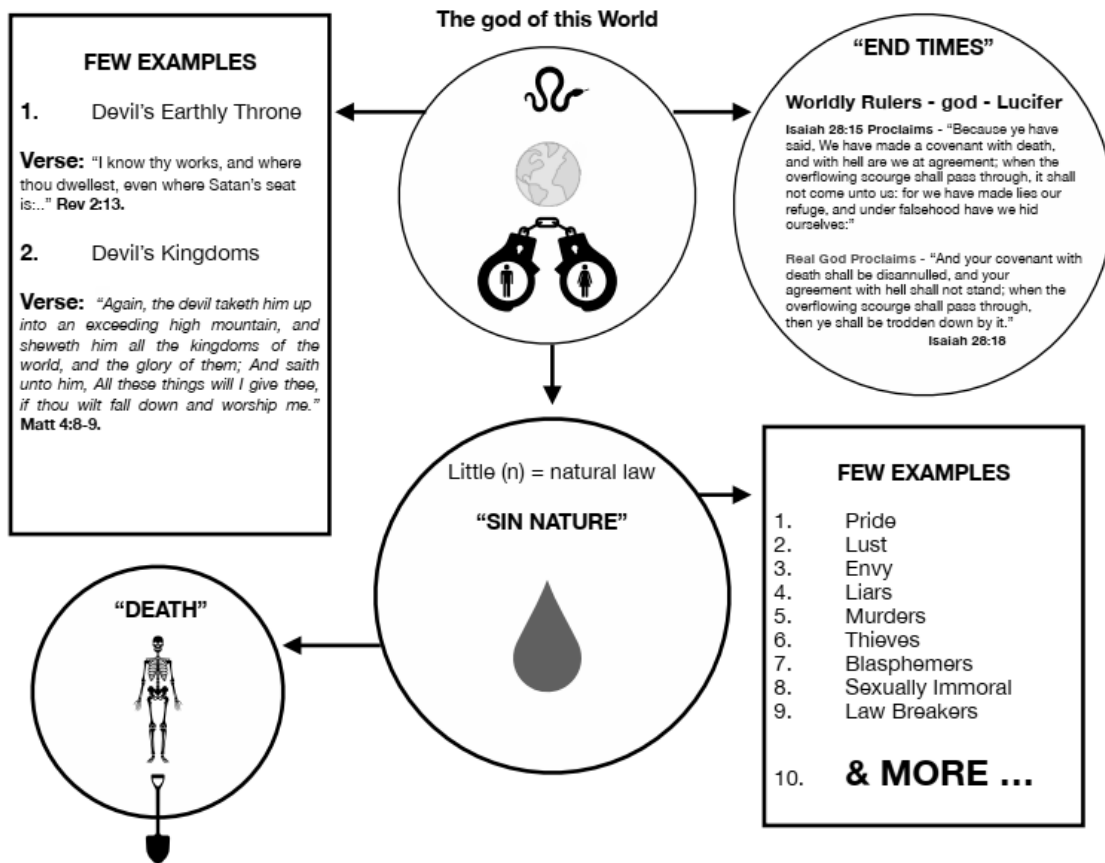 The god of this World
FEW EXAMPLES
1. Devil's Earthly Throne
Verse: "I know thy works, and where
thou dwellest, even where Satan's seat
is:.." Rev 2:13.
2. Devil's Kingdoms
Verse: "Again, the devil taketh him up
into an exceeding high mountain, and
sheweth him all the kingdoms of the
world, and the glory of them; And saith
unto him, All these things will I give thee,
if thou wilt fall down and worship me."
Matt 4:8-9.
"END TIMES"
Worldly Rulers - god - Lucifer
Isaiah 28:15 Proclaims - "Because ye have
said, We have made a covenant with death,
and with hell are we at agreement; when the
overflowing scourge shall pass through, it shall
not come unto us: for we have made lies our
refuge, and under falsehood have we hid
ourselves:"
Real God Proclaims - "And your covenant with
death shall be disannulled, and your
agreement with hell shall not stand; when the
overflowing scourge shall pass through,
then ye shall be trodden down by it."
Isaiah 28:18
Little (n) = natural law
"SIN NATURE"
FEW EXAMPLES
1. Pride
2. Lust
3. Envy
4. Liars
5. Murders
6. Thieves
7. Blasphemers
8. Sexually Immoral
9. Law Breakers
10. & MORE ...
"DEATH"